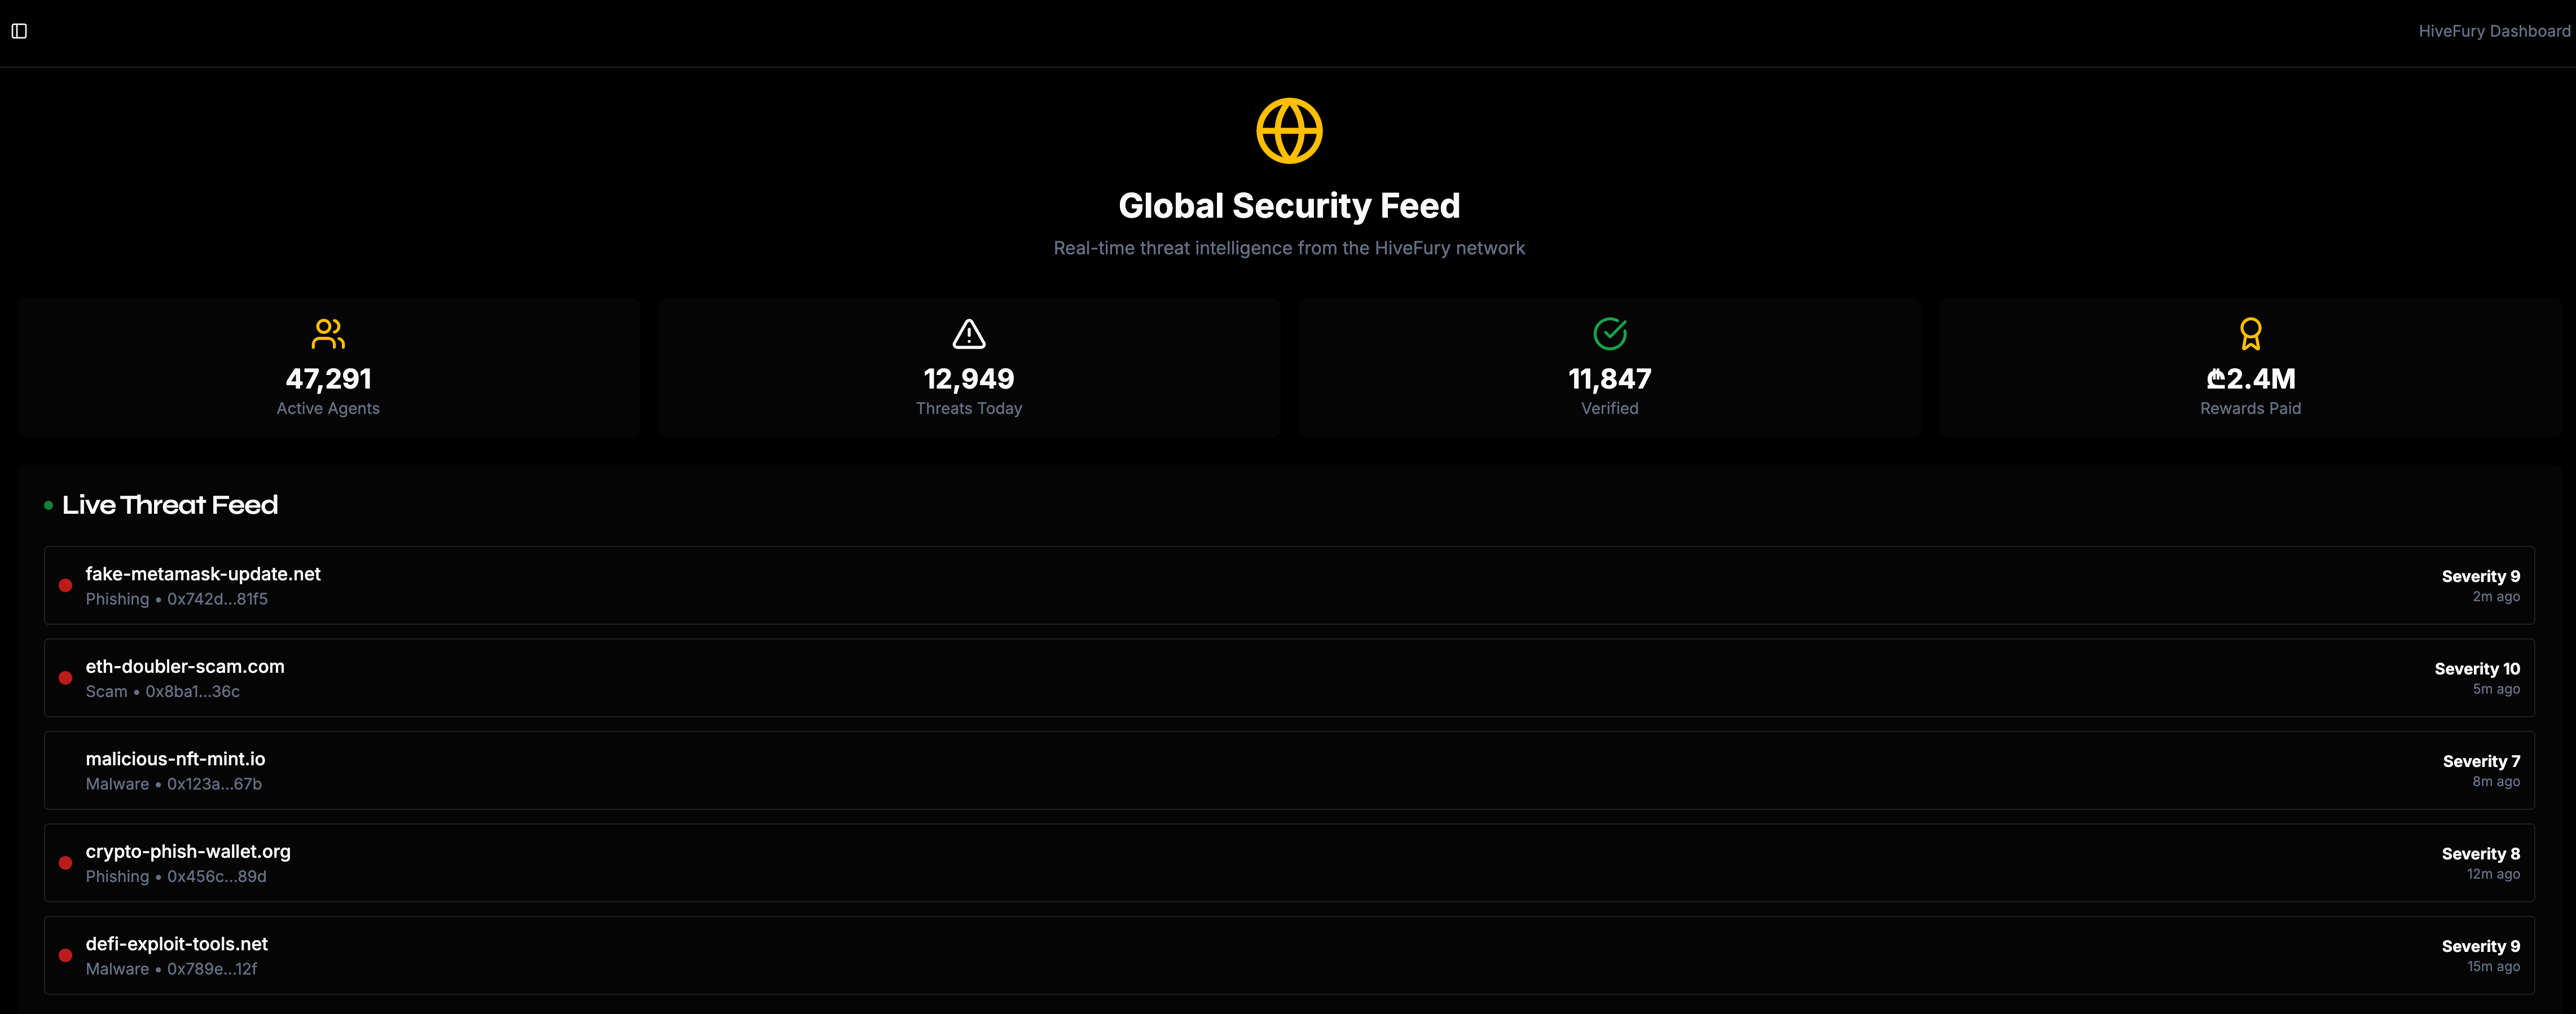 HiveFury Dashboard
Global Security Feed
Real-time threat intelligence from the HiveFury network
47,291
Active Agents
12,949
Threats Today
11,847
Verified
₾2.4M
Rewards Paid
Live Threat Feed
fake-metamask-update.net
Phishing • 0x742d...81f5
Severity 9
2m ago
eth-doubler-scam.com
Scam • 0x8ba1...36c
Severity 10
5m ago
malicious-nft-mint.io
Malware • 0x123a...67b
Severity 7
8m ago
crypto-phish-wallet.org
Phishing • 0x456c...89d
Severity 8
12m ago
defi-exploit-tools.net
Malware • 0x789e...12f
Severity 9
15m ago